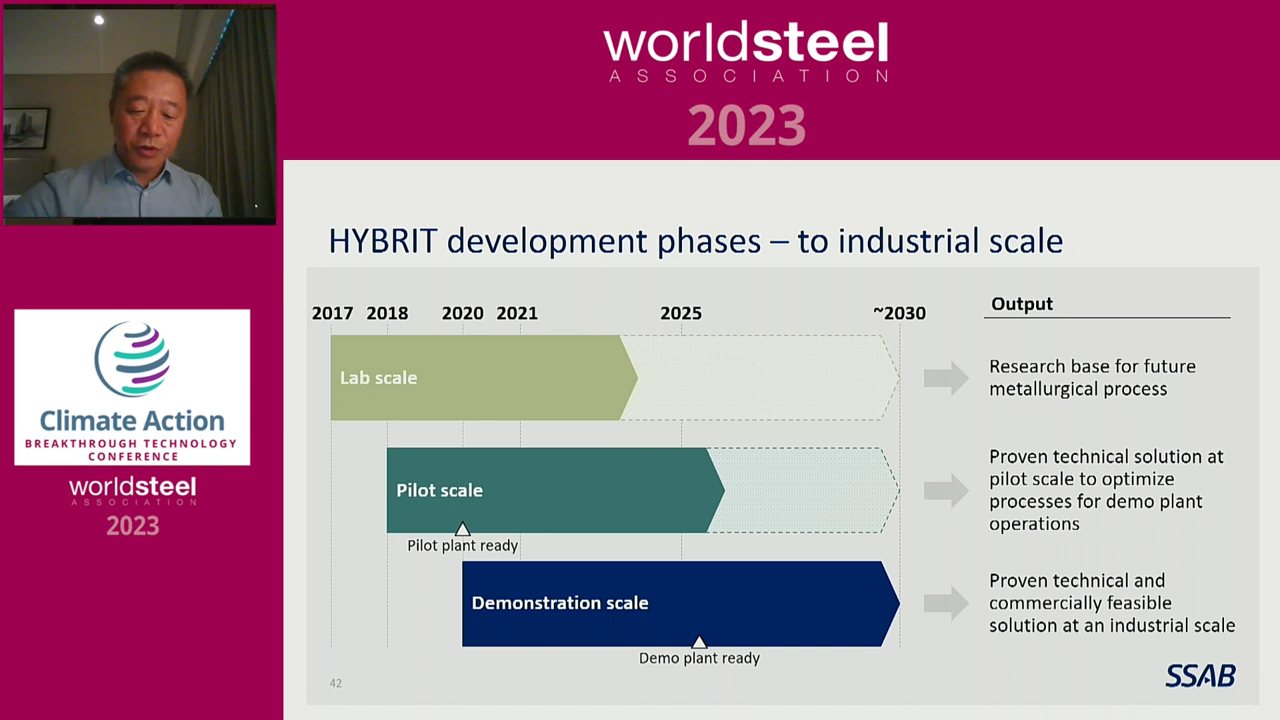 worldsteel
ASSOCIATION
2023
Climate Action
BREAKTHROUGH TECHNOLOGY
CONFERENCE
worldsteel
ASSOCIATION
2023
HYBRIT development phases – to industrial scale
2017 2018 2020 2021 2025 ~2030
Output
Lab scale
Research base for future
metallurgical process
Pilot scale
Pilot plant ready
Proven technical solution at
pilot scale to optimize
processes for demo plant
operations
Demonstration scale
Demo plant ready
Proven technical and
commercially feasible
solution at an industrial scale
42
SSAB